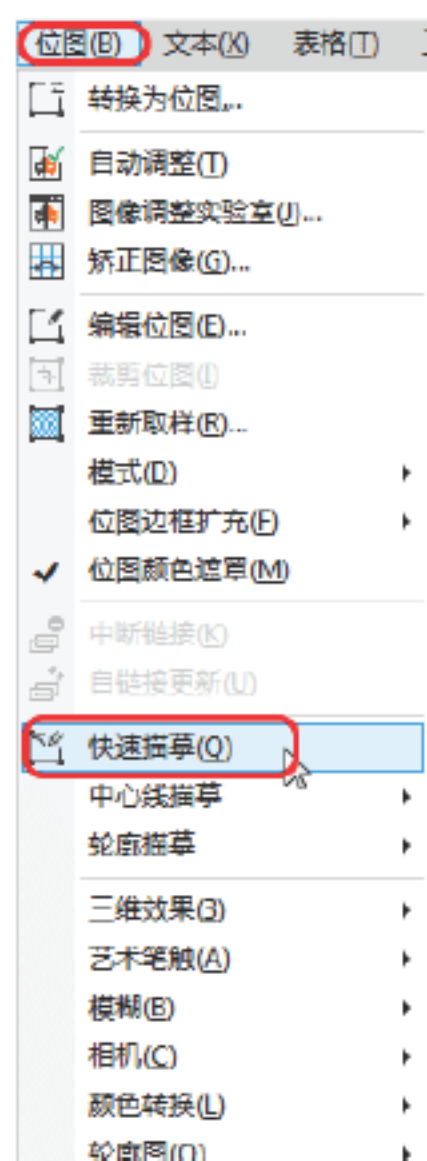 位图(B) 文本(X) 表格(T)
转换为位图...
自动调整(T)
图像调整实验室(J)...
矫正图像(G)...
编辑位图(E)...
裁剪位图(I)
重新取样(R)...
模式(D)
位图边框扩充(F)
位图颜色遮罩(M)
中断链接(K)
自链接更新(U)
快速描摹(Q)
中心线描摹
轮廓描摹
三维效果(3)
艺术笔触(A)
模糊(B)
相机(C)
颜色转换(L)
轮廓图(O)